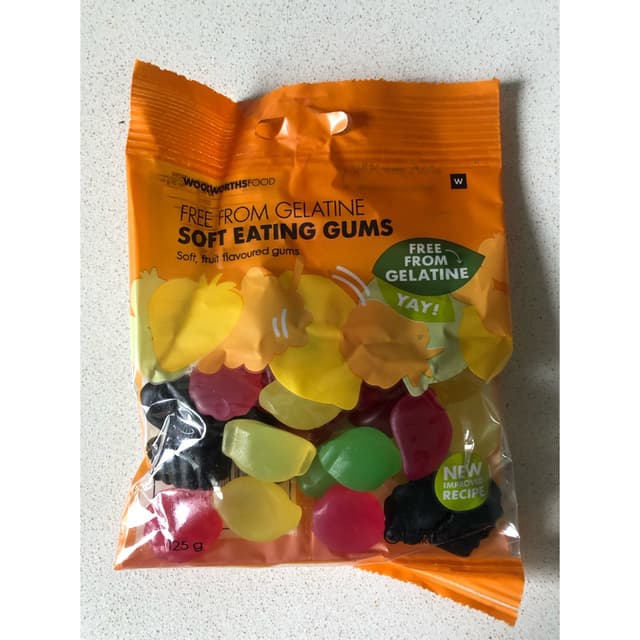 WOOLWORTHSFOOD
W
FREE FROM GELATINE
SOFT EATING GUMS
Soft, fruit flavoured gums
FREE
FROM
GELATINE
YAY!
NEW
IMPROVED
RECIPE
125 g